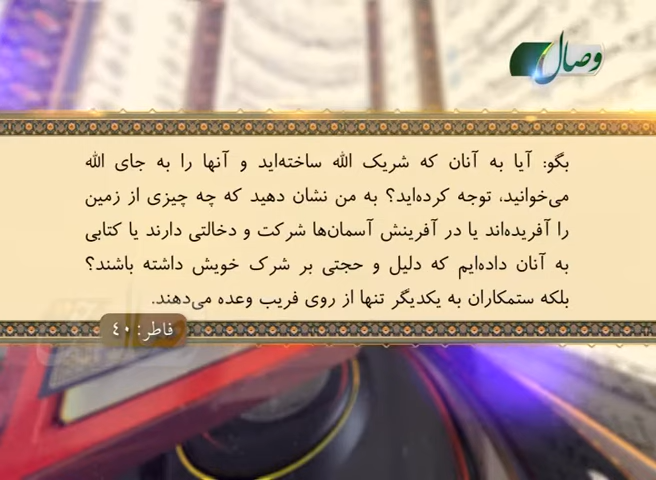 وصال
بگو: آیا به آنان که شریک الله ساخته‌اید و آنها را به جای الله
می‌خوانید، توجه کرده‌اید؟ به من نشان دهید که چه چیزی از زمین
را آفریده‌اند یا در آفرینش آسمان‌ها شرکت و دخالتی دارند یا کتابی
به آنان داده‌ایم که دلیل و حجتی بر شرک خویش داشته باشند؟
بلکه ستمکاران به یکدیگر تنها از روی فریب وعده می‌دهند.
فاطر: ٤٠